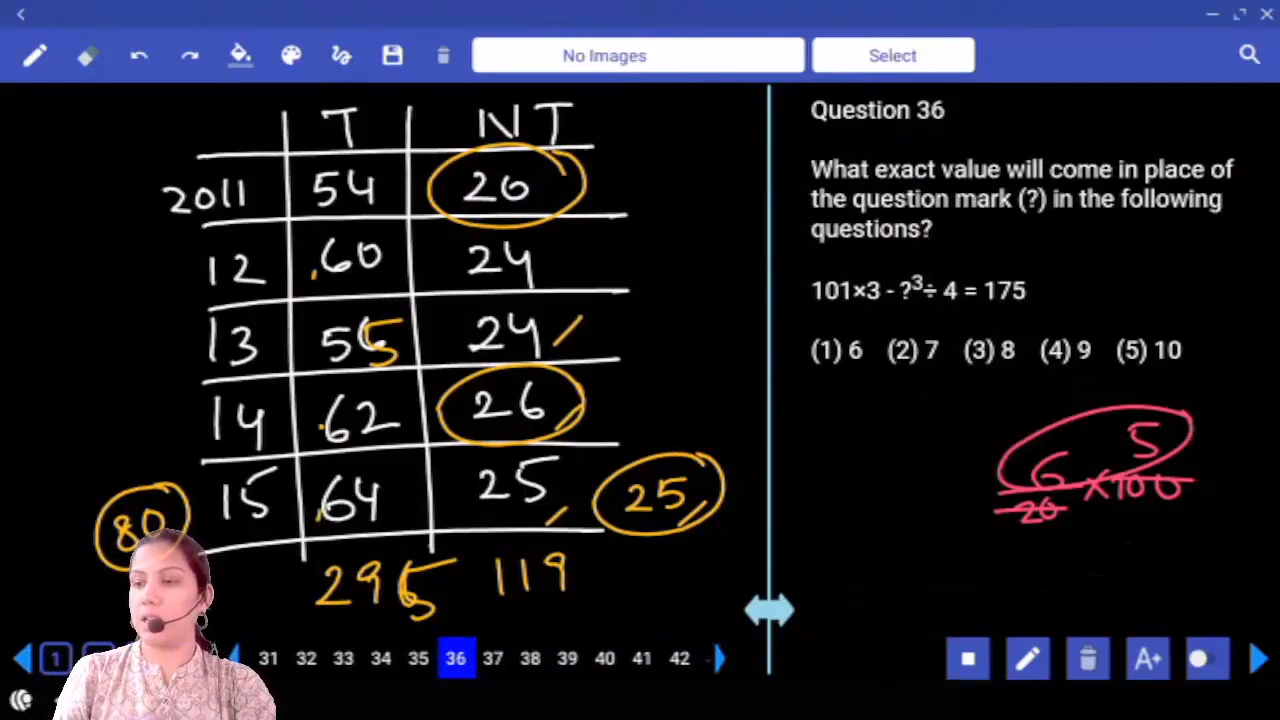 No Images
Select
T NT
2011 54 20
12 .60 24
13 55 24
14 .62 26
15 .64 25 25
80
295 119
Question 36
What exact value will come in place of
the question mark (?) in the following
questions?
101×3 - ?³÷ 4 = 175
(1) 6 (2) 7 (3) 8 (4) 9 (5) 10
5
6
20 ×100
1
31 32 33 34 35 36 37 38 39 40 41 42
A+